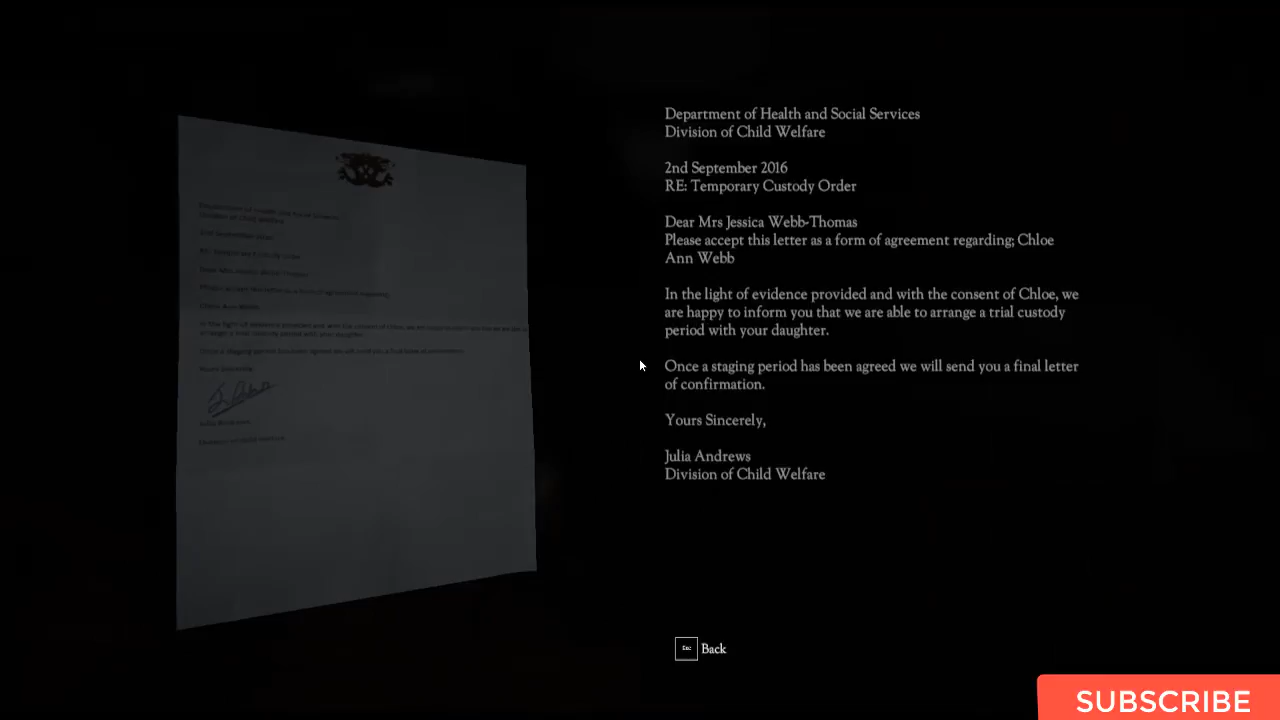 Department of Health and Social Services
Division of Child Welfare
2nd September 2016
RE: Temporary Custody Order
Dear Mrs Jessica Webb-Thomas
Please accept this letter as a form of agreement regarding; Chloe
Ann Webb
In the light of evidence provided and with the consent of Chloe, we
are happy to inform you that we are able to arrange a trial custody
period with your daughter.
Once a staging period has been agreed we will send you a final letter
of confirmation.
Yours Sincerely,
Julia Andrews
Division of Child Welfare
Esc Back
SUBSCRIBE